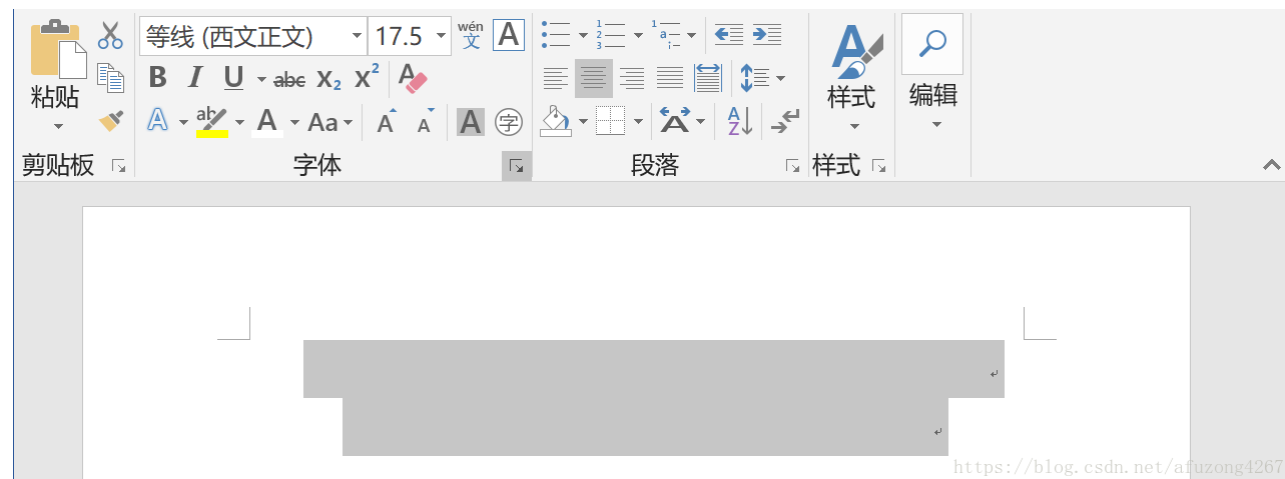 等线 (西文正文) 17.5 wén 文 A
B I U abc X₂ X² A
粘贴 样式 编辑
A ab A Aa A A A 字 A Z
剪贴板 字体 段落 样式
https://blog.csdn.net/afuzong4267